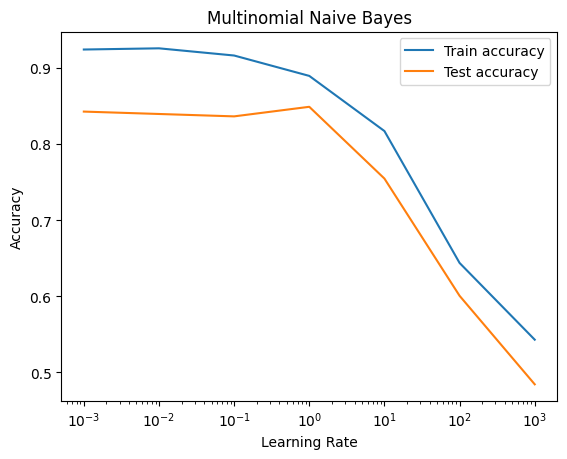 Multinomial Naive Bayes
Train accuracy
Test accuracy
Accuracy
0.9
0.8
0.7
0.6
0.5
10⁻³ 10⁻² 10⁻¹ 10⁰ 10¹ 10² 10³
Learning Rate